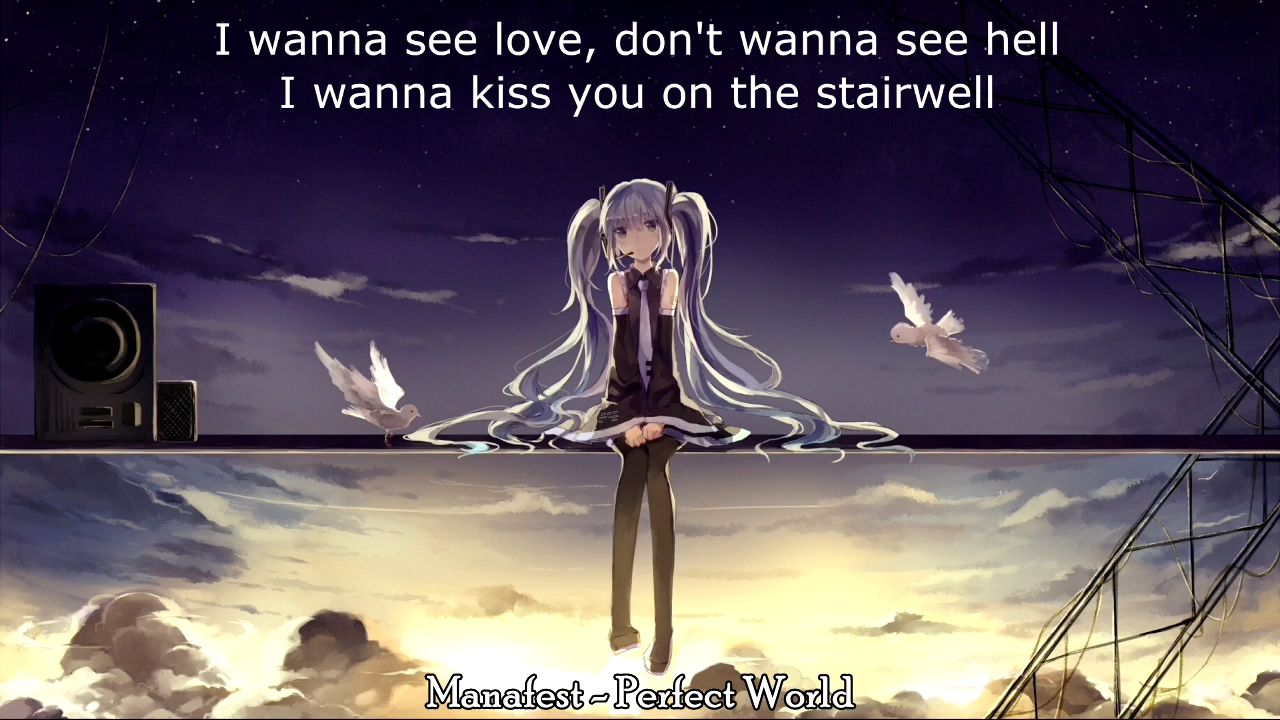 I wanna see love, don't wanna see hell
I wanna kiss you on the stairwell
Manafest ~ Perfect World